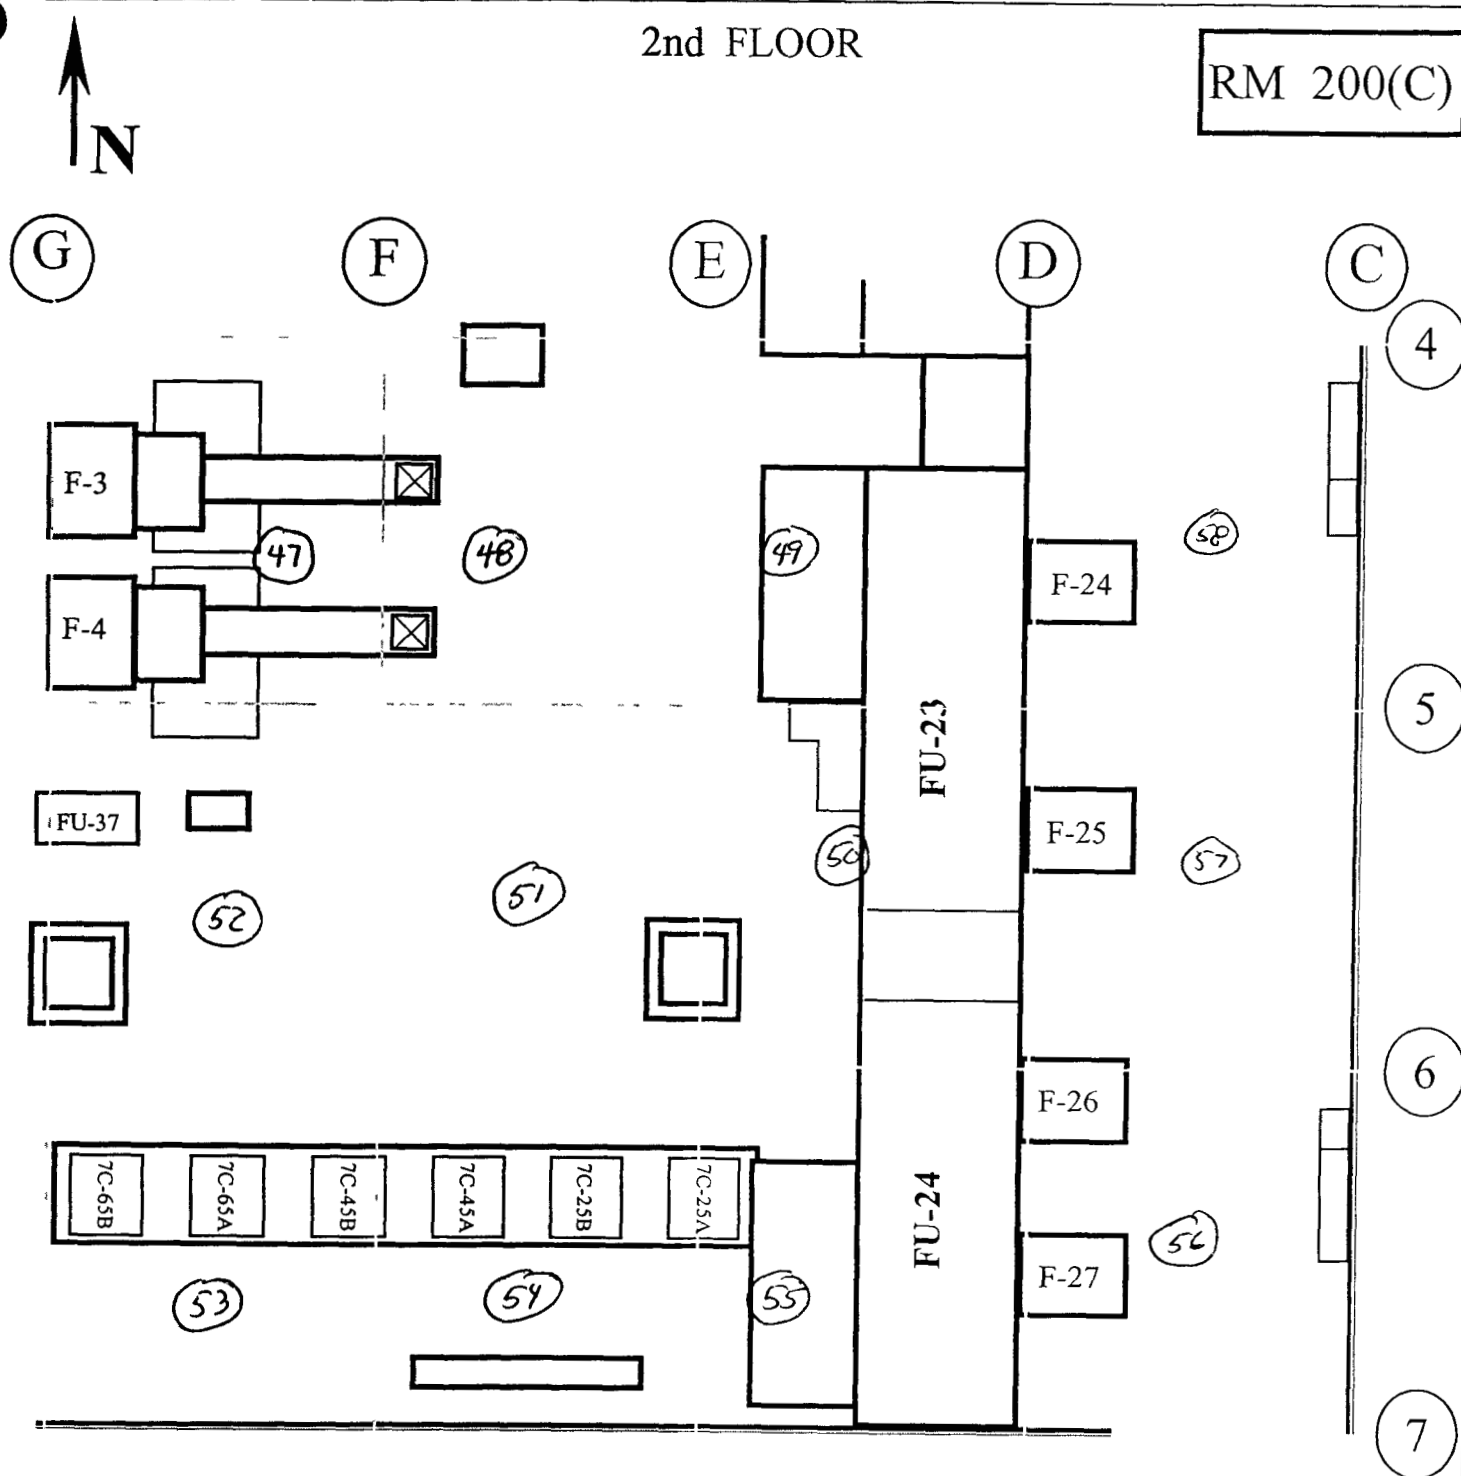 2nd FLOOR
RM 200(C)
N
G F E D C
4
F-3
47 48 49 58
F-24
F-4
5
FU-23
FU-37
F-25
50 57
51
52
6
F-26
7C-65B 7C-65A 7C-45B 7C-45A 7C-25B 7C-25A
FU-24
56
F-27
53 54 55
7